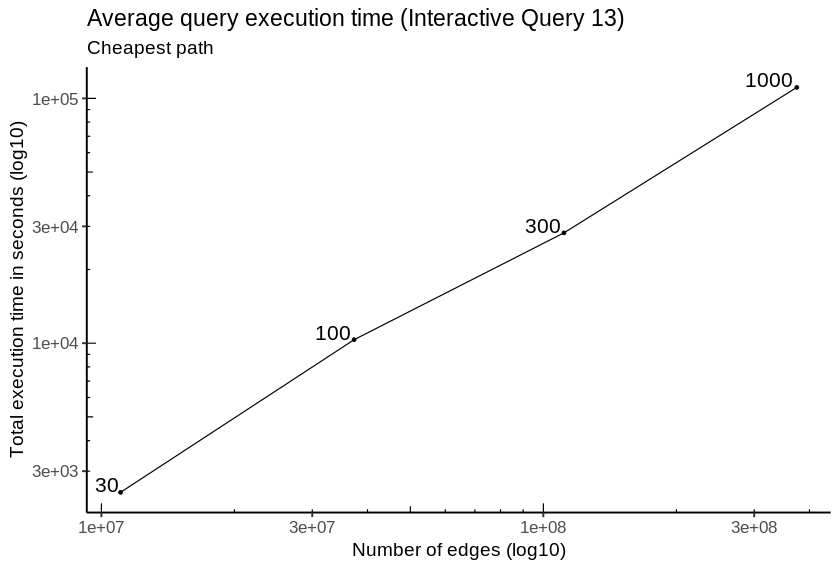 Average query execution time (Interactive Query 13)
Cheapest path
Total execution time in seconds (log10)
1e+05
3e+04
1e+04
3e+03
1000
300
100
30
1e+07
3e+07
1e+08
3e+08
Number of edges (log10)